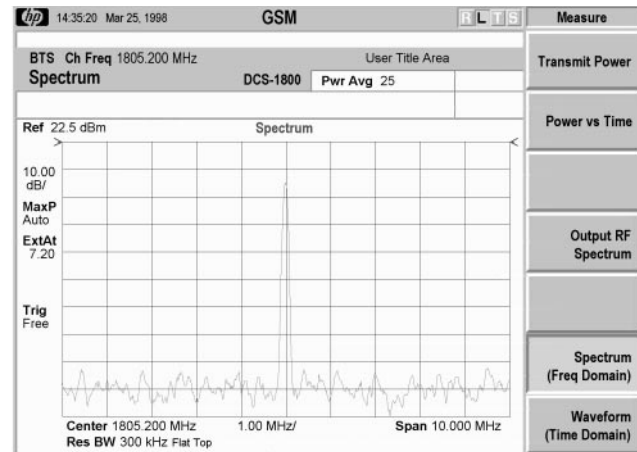 hp 14:35:20 Mar 25, 1998 GSM R L T S Measure
BTS Ch Freq 1805.200 MHz User Title Area
Spectrum DCS-1800 Pwr Avg 25
Transmit Power
Power vs Time
Ref 22.5 dBm Spectrum
10.00
dB/
MaxP
Auto
ExtAt
7.20
Trig
Free
Output RF
Spectrum
Spectrum
(Freq Domain)
Waveform
(Time Domain)
Center 1805.200 MHz 1.00 MHz/ Span 10.000 MHz
Res BW 300 kHz Flat Top